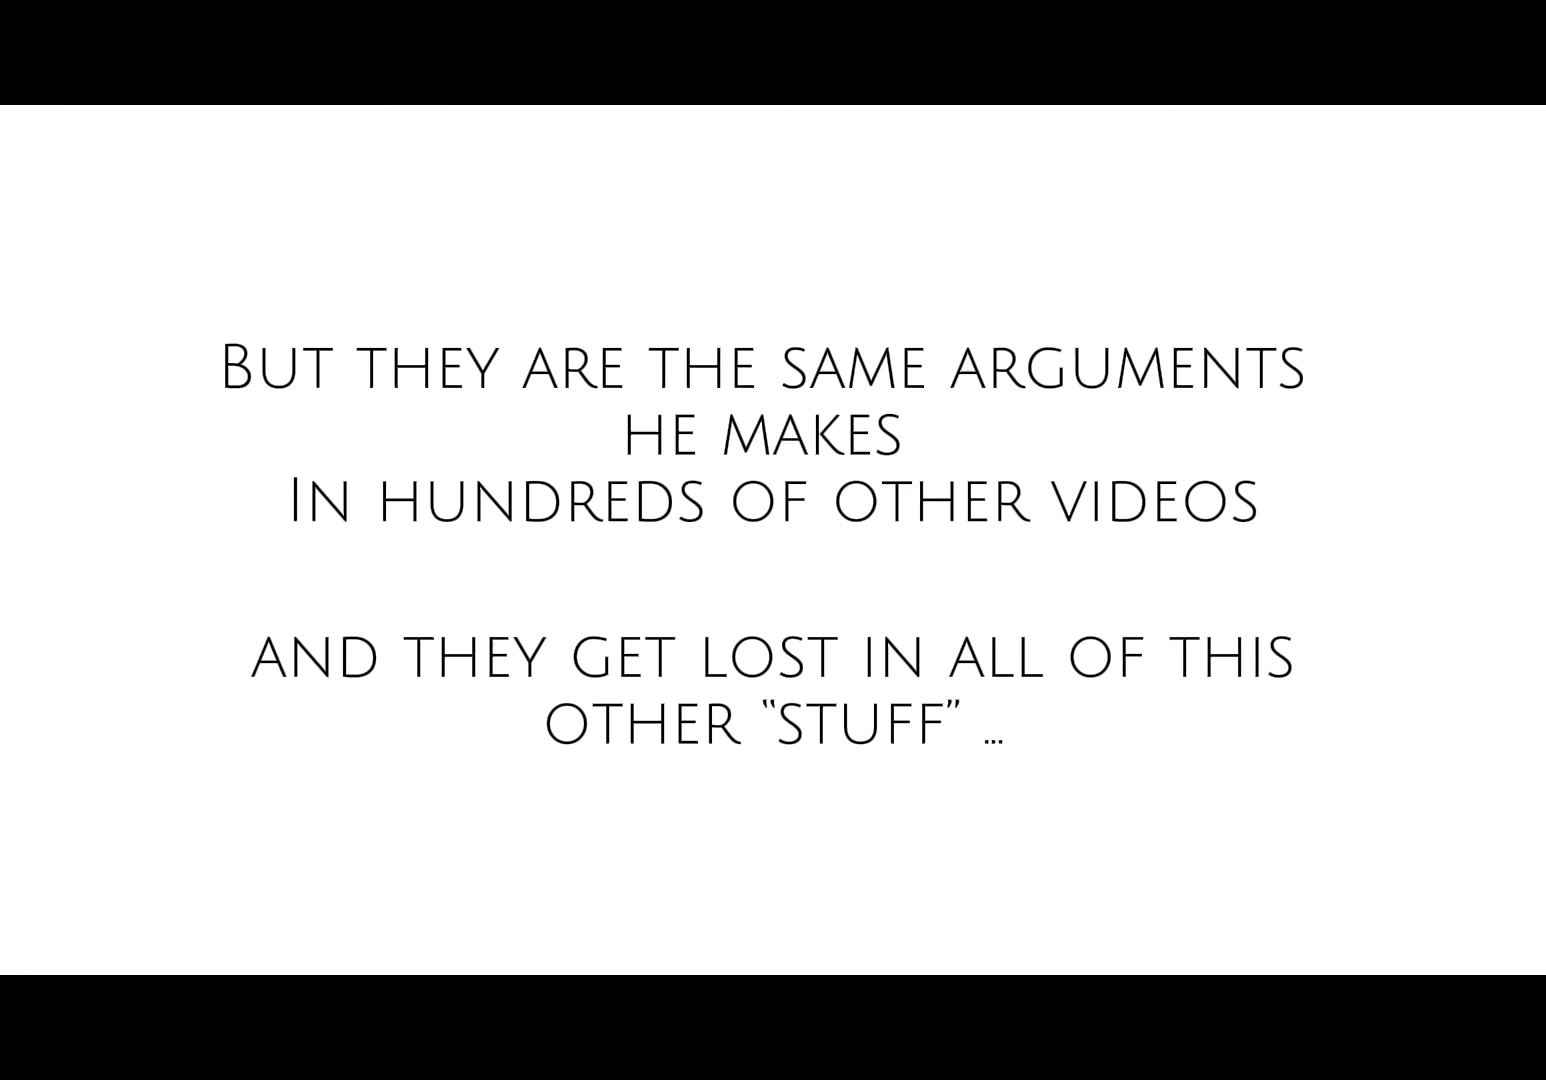 But they are the same arguments
he makes
In hundreds of other videos
and they get lost in all of this
other “stuff” ...